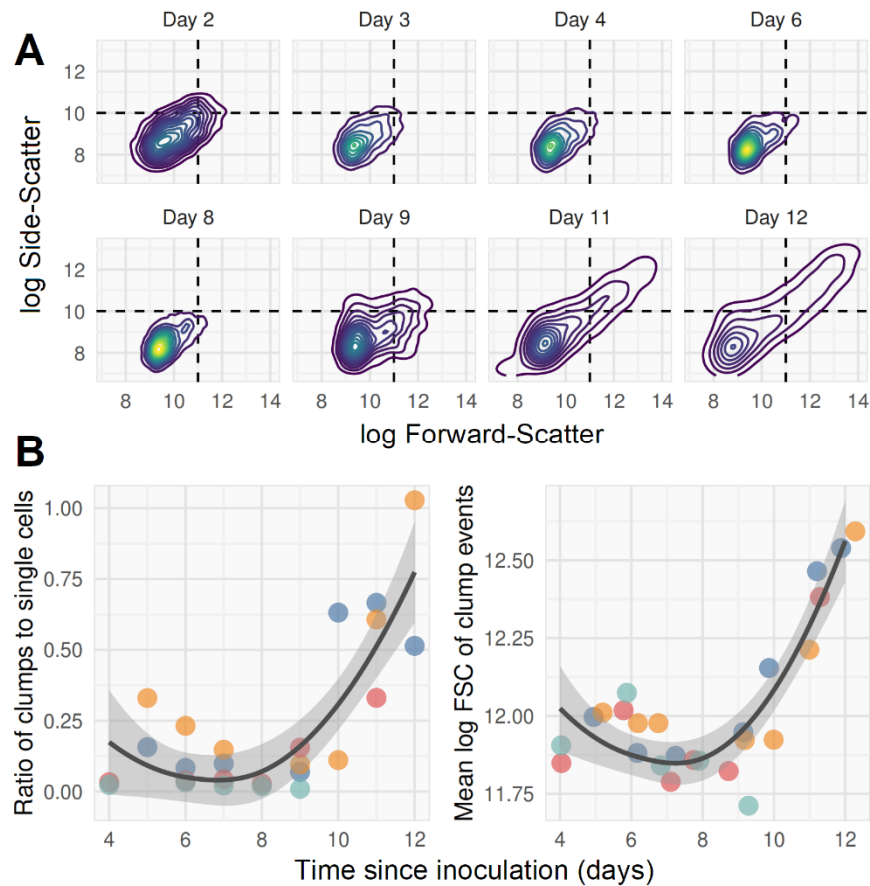 A
Day 2 Day 3 Day 4 Day 6
12
10
8
Day 8 Day 9 Day 11 Day 12
12
10
8
8 10 12 14 8 10 12 14 8 10 12 14 8 10 12 14
log Side-Scatter
log Forward-Scatter
B
1.00
0.75
0.50
0.25
0.00
Ratio of clumps to single cells
4 6 8 10 12
12.50
12.25
12.00
11.75
Mean log FSC of clump events
4 6 8 10 12
Time since inoculation (days)